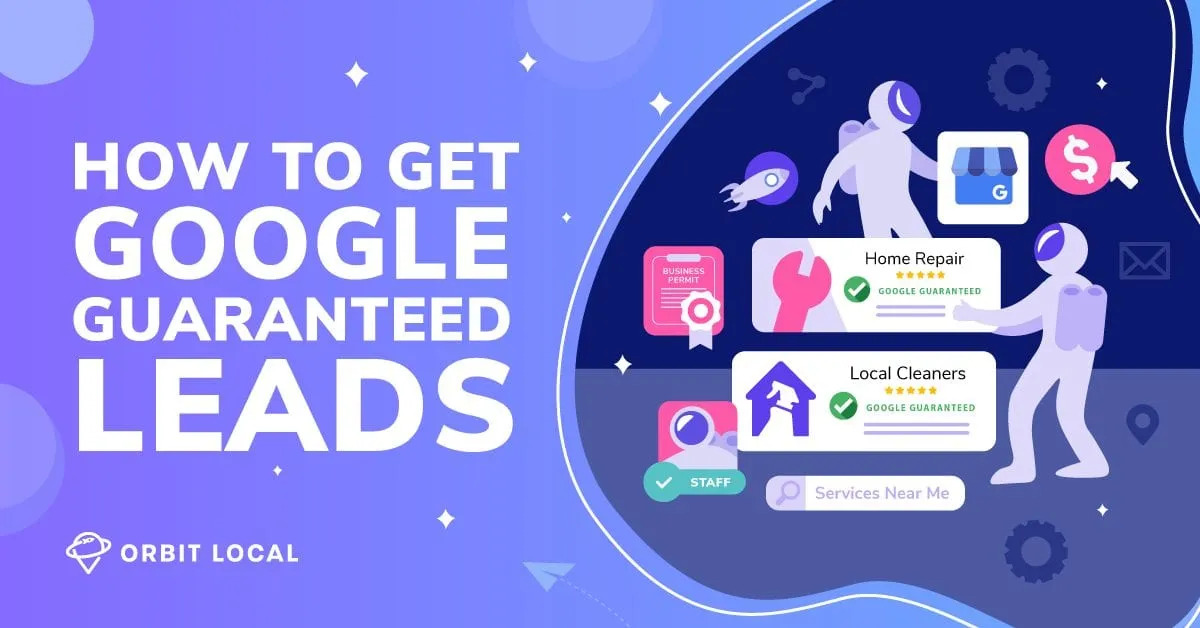 HOW TO GET
GOOGLE
GUARANTEED
LEADS
ORBIT LOCAL
G
$
BUSINESS
PERMIT
Home Repair
GOOGLE GUARANTEED
Local Cleaners
GOOGLE GUARANTEED
STAFF
Services Near Me